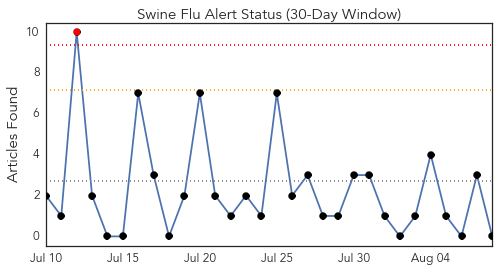 Swine Flu Alert Status (30-Day Window)
Articles Found
10
8
6
4
2
0
Jul 10
Jul 15
Jul 20
Jul 25
Jul 30
Aug 04